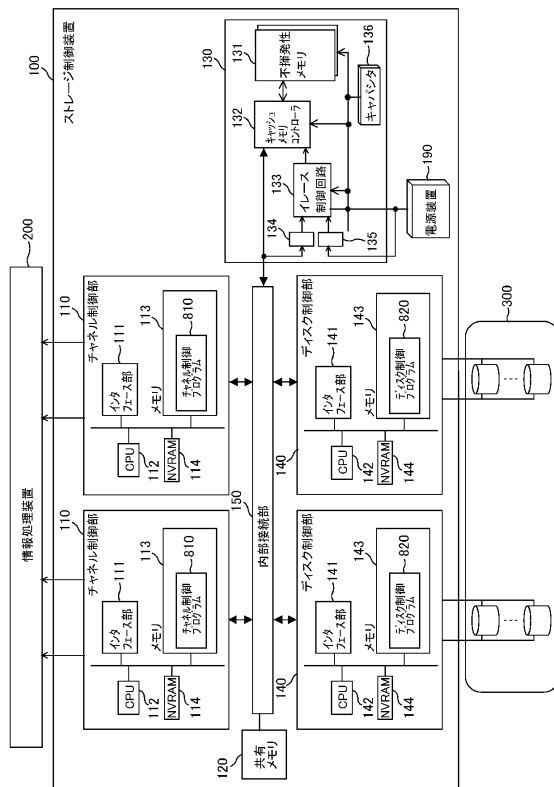 200
情報処理装置
100
ストレージ制御装置
110
チャネル制御部
111
インタ
フェース部
CPU
112
NVRAM
114
113
メモリ
810
チャネル制御
プログラム
110
チャネル制御部
111
インタ
フェース部
CPU
112
NVRAM
114
113
メモリ
810
チャネル制御
プログラム
130
131
不揮発性
メモリ
132
キャッシュ
メモリ
コントローラ
133
イレース
制御回路
134
135
キャパシタ
136
190
電源装置
120
共有
メモリ
150
内部接続部
140
ディスク制御部
141
インタ
フェース部
CPU
142
NVRAM
144
143
メモリ
820
ディスク制御
プログラム
140
ディスク制御部
141
インタ
フェース部
CPU
142
NVRAM
144
143
メモリ
820
ディスク制御
プログラム
300